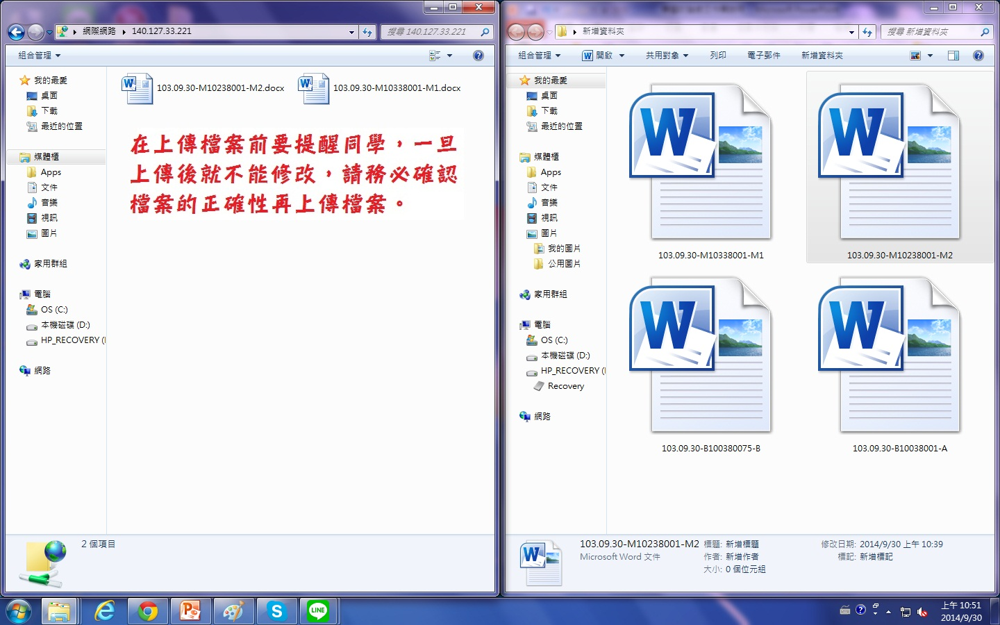 網際網路 ▸ 140.127.33.221
搜尋 140.127.33.221
組合管理
我的最愛
桌面
下載
最近的位置
媒體櫃
Apps
文件
音樂
視訊
圖片
家用群組
電腦
OS (C:)
本機磁碟 (D:)
HP_RECOVERY (
網路
103.09.30-M10238001-M2.docx
103.09.30-M10338001-M1.docx
在上傳檔案前要提醒同學，一旦
上傳後就不能修改，請務必確認
檔案的正確性再上傳檔案。
2 個項目
新增資料夾
搜尋 新增資料夾
組合管理 開啟 共用對象 列印 電子郵件 新增資料夾
我的最愛
桌面
下載
最近的位置
媒體櫃
Apps
文件
音樂
視訊
圖片
我的圖片
公用圖片
家用群組
電腦
OS (C:)
本機磁碟 (D:)
HP_RECOVERY (
Recovery
網路
103.09.30-M10338001-M1
103.09.30-M10238001-M2
103.09.30-B100380075-B
103.09.30-B10038001-A
103.09.30-M10238001-M2
Microsoft Word 文件
標題: 新增標題
作者: 新增作者
大小: 0 個位元組
修改日期: 2014/9/30 上午 10:39
標記: 新增標記
LINE
上午 10:51
2014/9/30